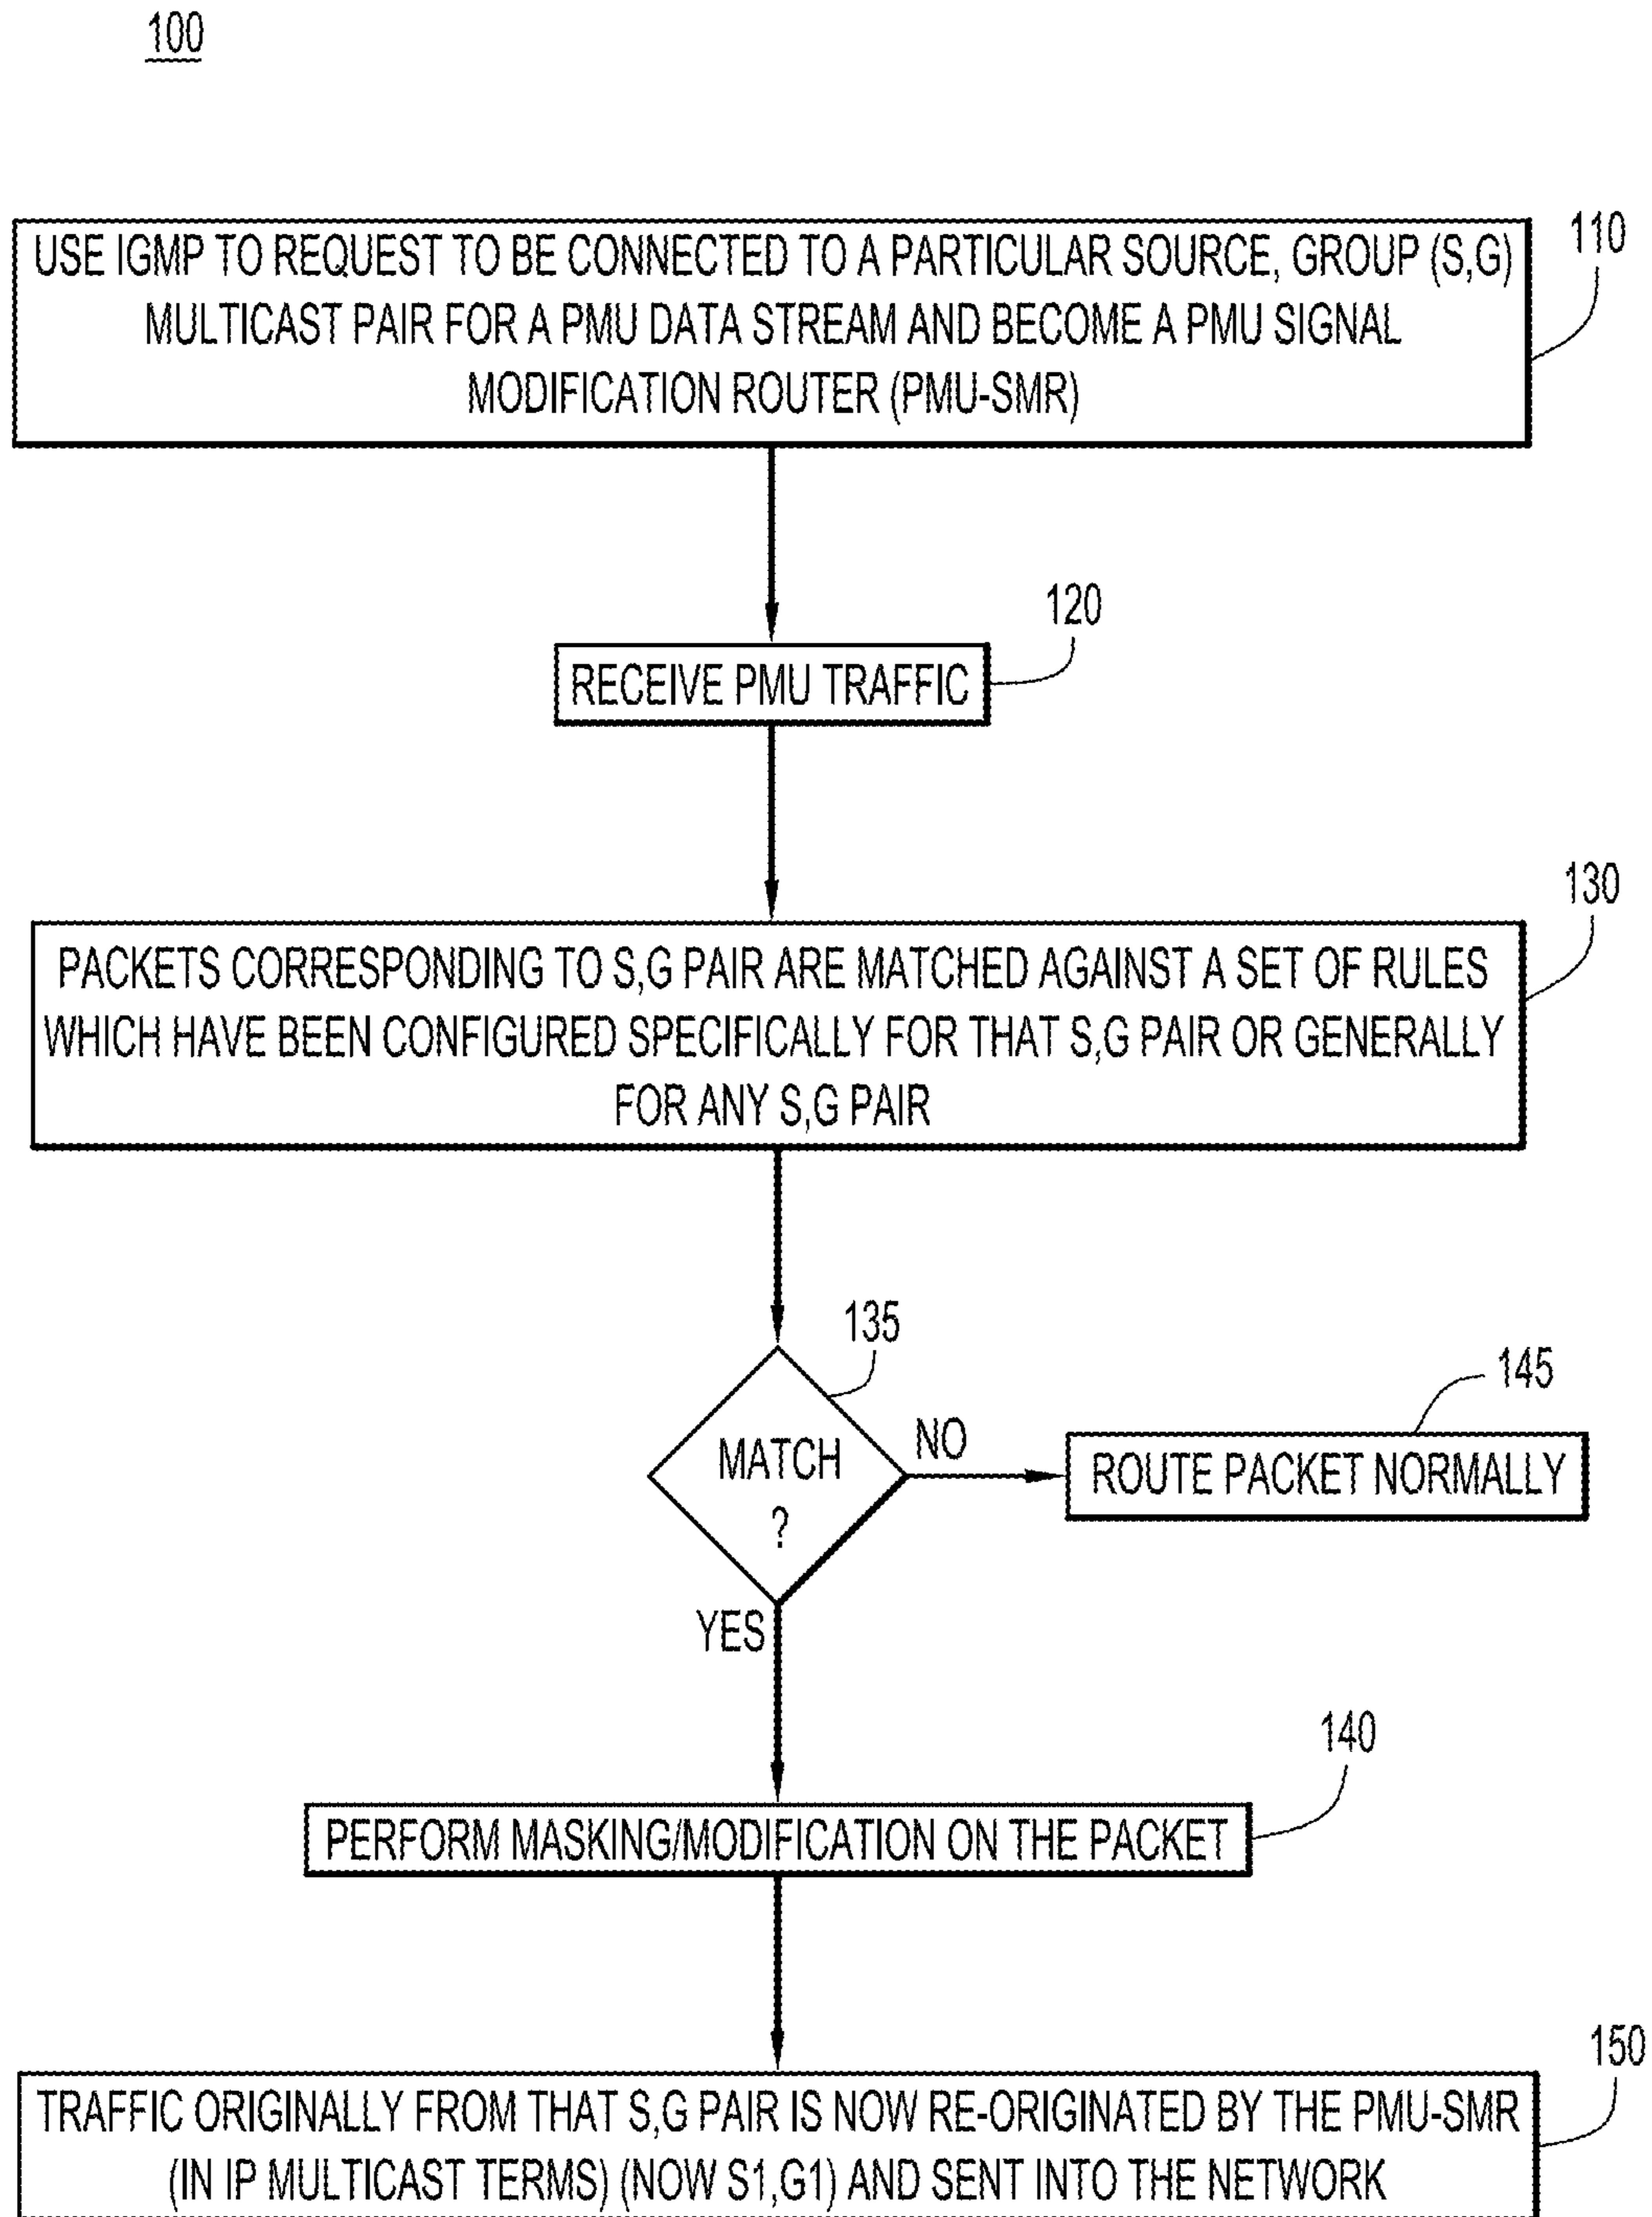 100
USE IGMP TO REQUEST TO BE CONNECTED TO A PARTICULAR SOURCE, GROUP (S,G)
MULTICAST PAIR FOR A PMU DATA STREAM AND BECOME A PMU SIGNAL
MODIFICATION ROUTER (PMU-SMR)
110
120
RECEIVE PMU TRAFFIC
130
PACKETS CORRESPONDING TO S,G PAIR ARE MATCHED AGAINST A SET OF RULES
WHICH HAVE BEEN CONFIGURED SPECIFICALLY FOR THAT S,G PAIR OR GENERALLY
FOR ANY S,G PAIR
135
MATCH
?
NO
145
ROUTE PACKET NORMALLY
YES
140
PERFORM MASKING/MODIFICATION ON THE PACKET
150
TRAFFIC ORIGINALLY FROM THAT S,G PAIR IS NOW RE-ORIGINATED BY THE PMU-SMR
(IN IP MULTICAST TERMS) (NOW S1,G1) AND SENT INTO THE NETWORK